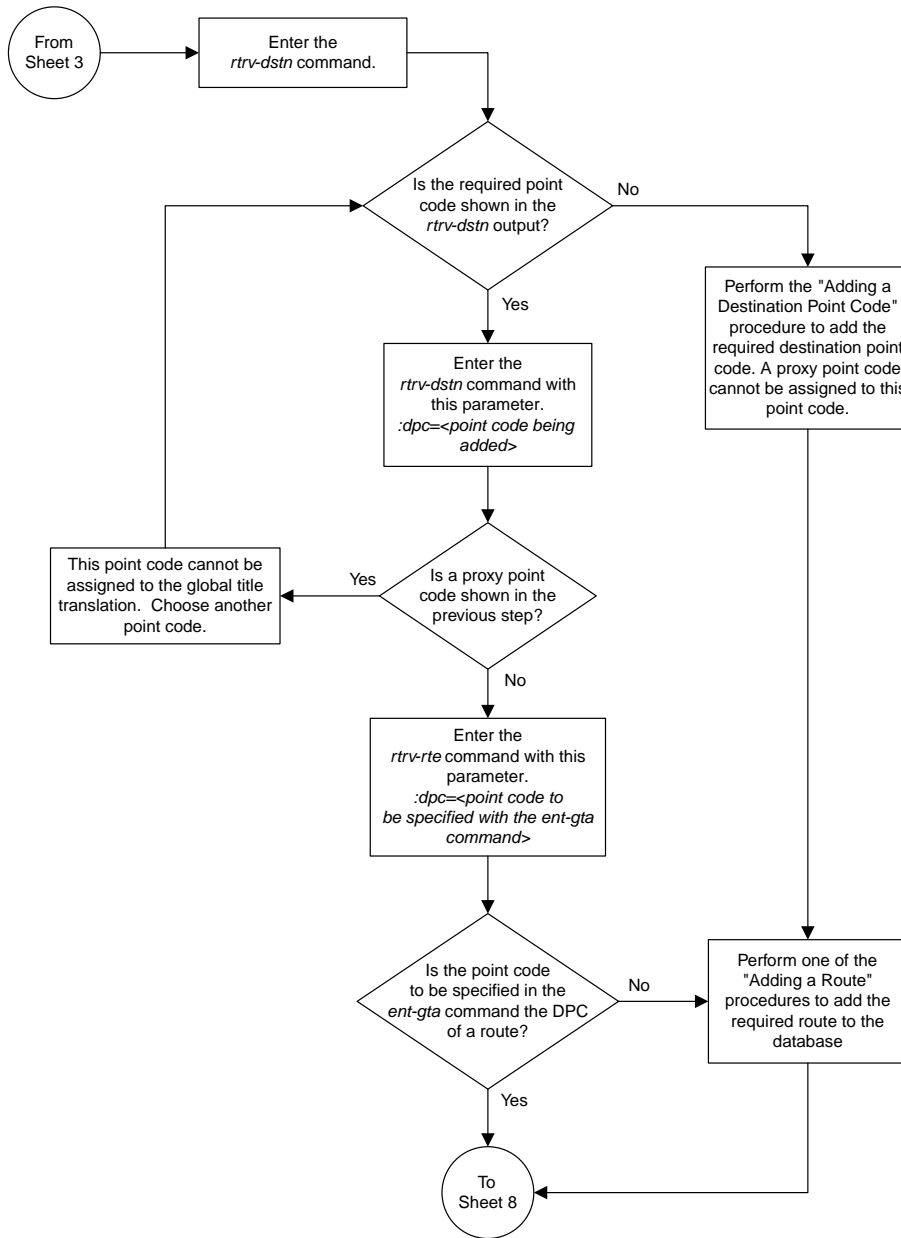 From
Sheet 3
Enter the
rtrv-dstn command.
Is the required point
code shown in the
rtrv-dstn output?
No
Yes
Perform the "Adding a
Destination Point Code"
procedure to add the
required destination point
code. A proxy point code
cannot be assigned to this
point code.
Enter the
rtrv-dstn command with
this parameter.
:dpc=<point code being
added>
Is a proxy point
code shown in the
previous step?
Yes
This point code cannot be
assigned to the global title
translation.  Choose another
point code.
No
Enter the
rtrv-rte command with this
parameter.
:dpc=<point code to
be specified with the ent-gta
command>
Is the point code
to be specified in the
ent-gta command the DPC
of a route?
No
Perform one of the
"Adding a Route"
procedures to add the
required route to the
database
Yes
To
Sheet 8